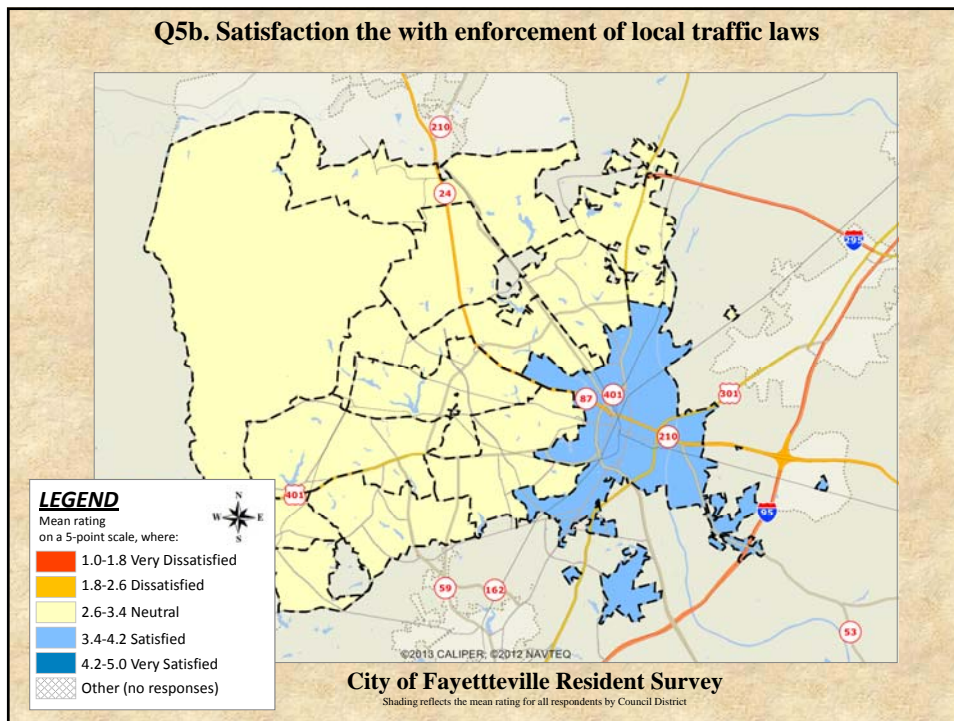 Q5b. Satisfaction the with enforcement of local traffic laws
210
24
295
87
401
301
210
401
95
59
162
53
LEGEND
Mean rating
on a 5-point scale, where:
N
W
E
S
1.0-1.8 Very Dissatisfied
1.8-2.6 Dissatisfied
2.6-3.4 Neutral
3.4-4.2 Satisfied
4.2-5.0 Very Satisfied
Other (no responses)
©2013 CALIPER; ©2012 NAVTEQ
City of Fayettteville Resident Survey
Shading reflects the mean rating for all respondents by Council District